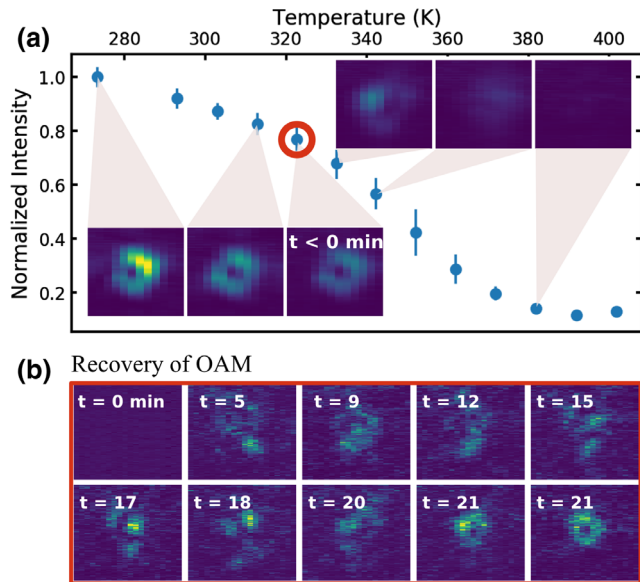 Temperature (K)
(a)
280 300 320 340 360 380 400
Normalized Intensity
1.0
0.8
0.6
0.4
0.2
t < 0 min
(b) Recovery of OAM
t = 0 min t = 5 t = 9 t = 12 t = 15
t = 17 t = 18 t = 20 t = 21 t = 21